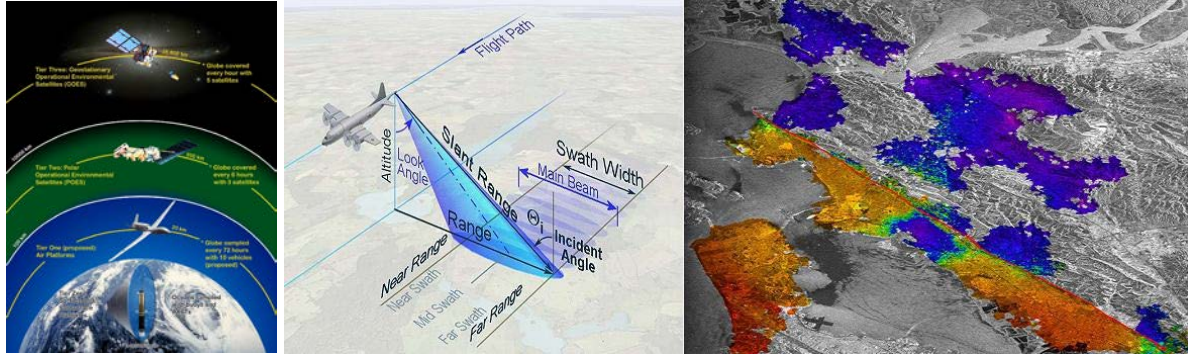 Tier Three: Geostationary
Operational Environmental
Satellites (GOES)
* Globe covered
every hour with
5 satellites
Tier Two: Polar
Operational Environmental
Satellites (POES)
* Globe covered
every 6 hours
with 3 satellites
20 km
Tier One (proposed)
Air Platforms
* Globe sampled
every 72 hours
with 10 vehicles
(proposed)
Flight Path
Altitude
Look
Angle
Slant Range
Range
Swath Width
Main Beam
Θi
Incident
Angle
Near Range
Near Swath
Mid Swath
Far Swath
Far Range